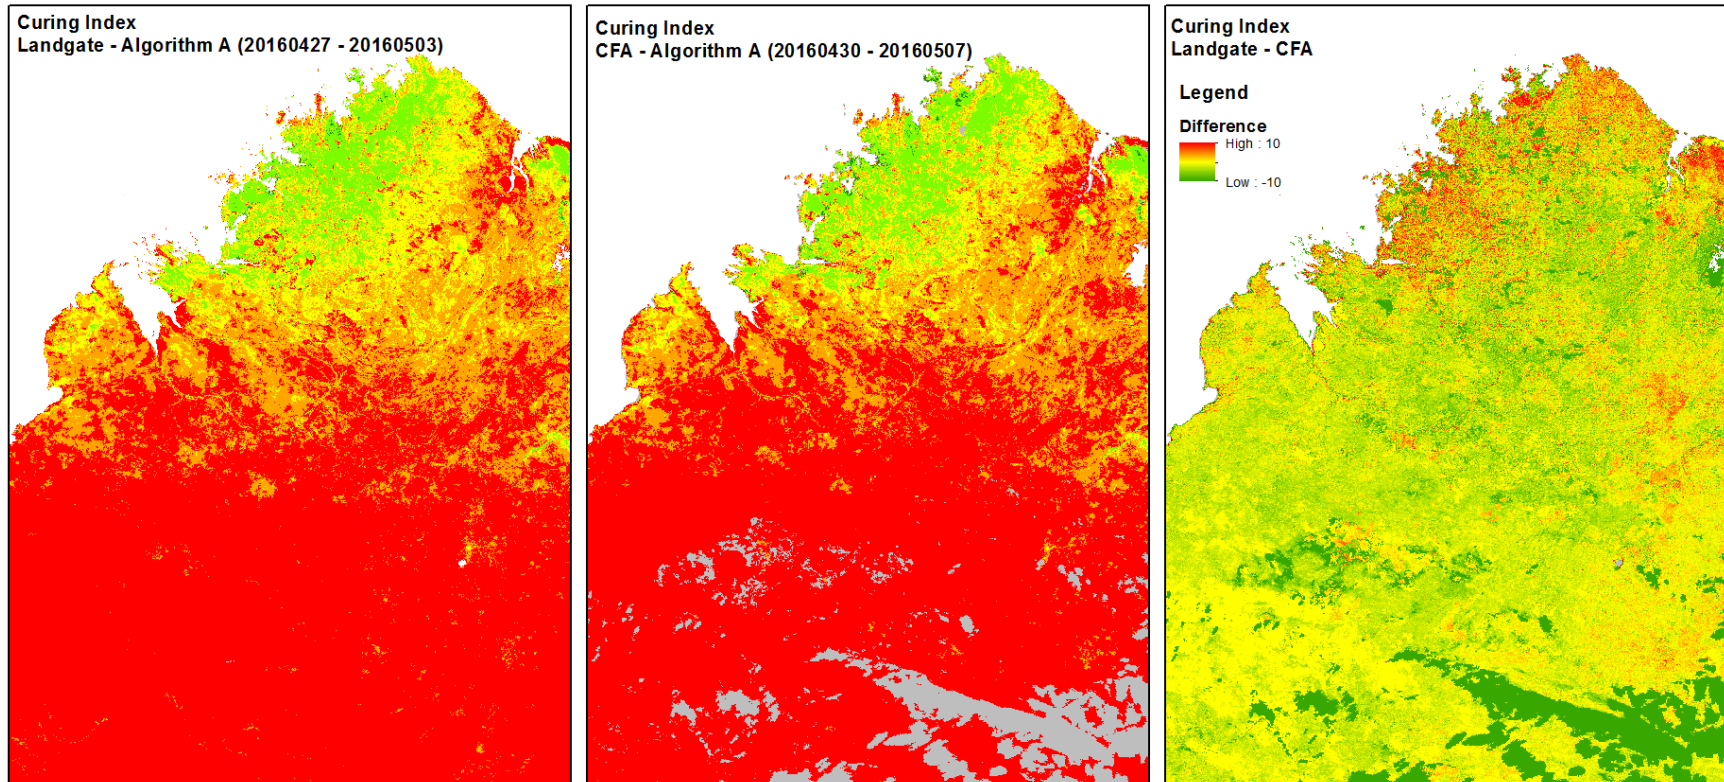 Curing Index
Landgate - Algorithm A (20160427 - 20160503)
Curing Index
CFA - Algorithm A (20160430 - 20160507)
Curing Index
Landgate - CFA
Legend
Difference
High : 10
Low : -10